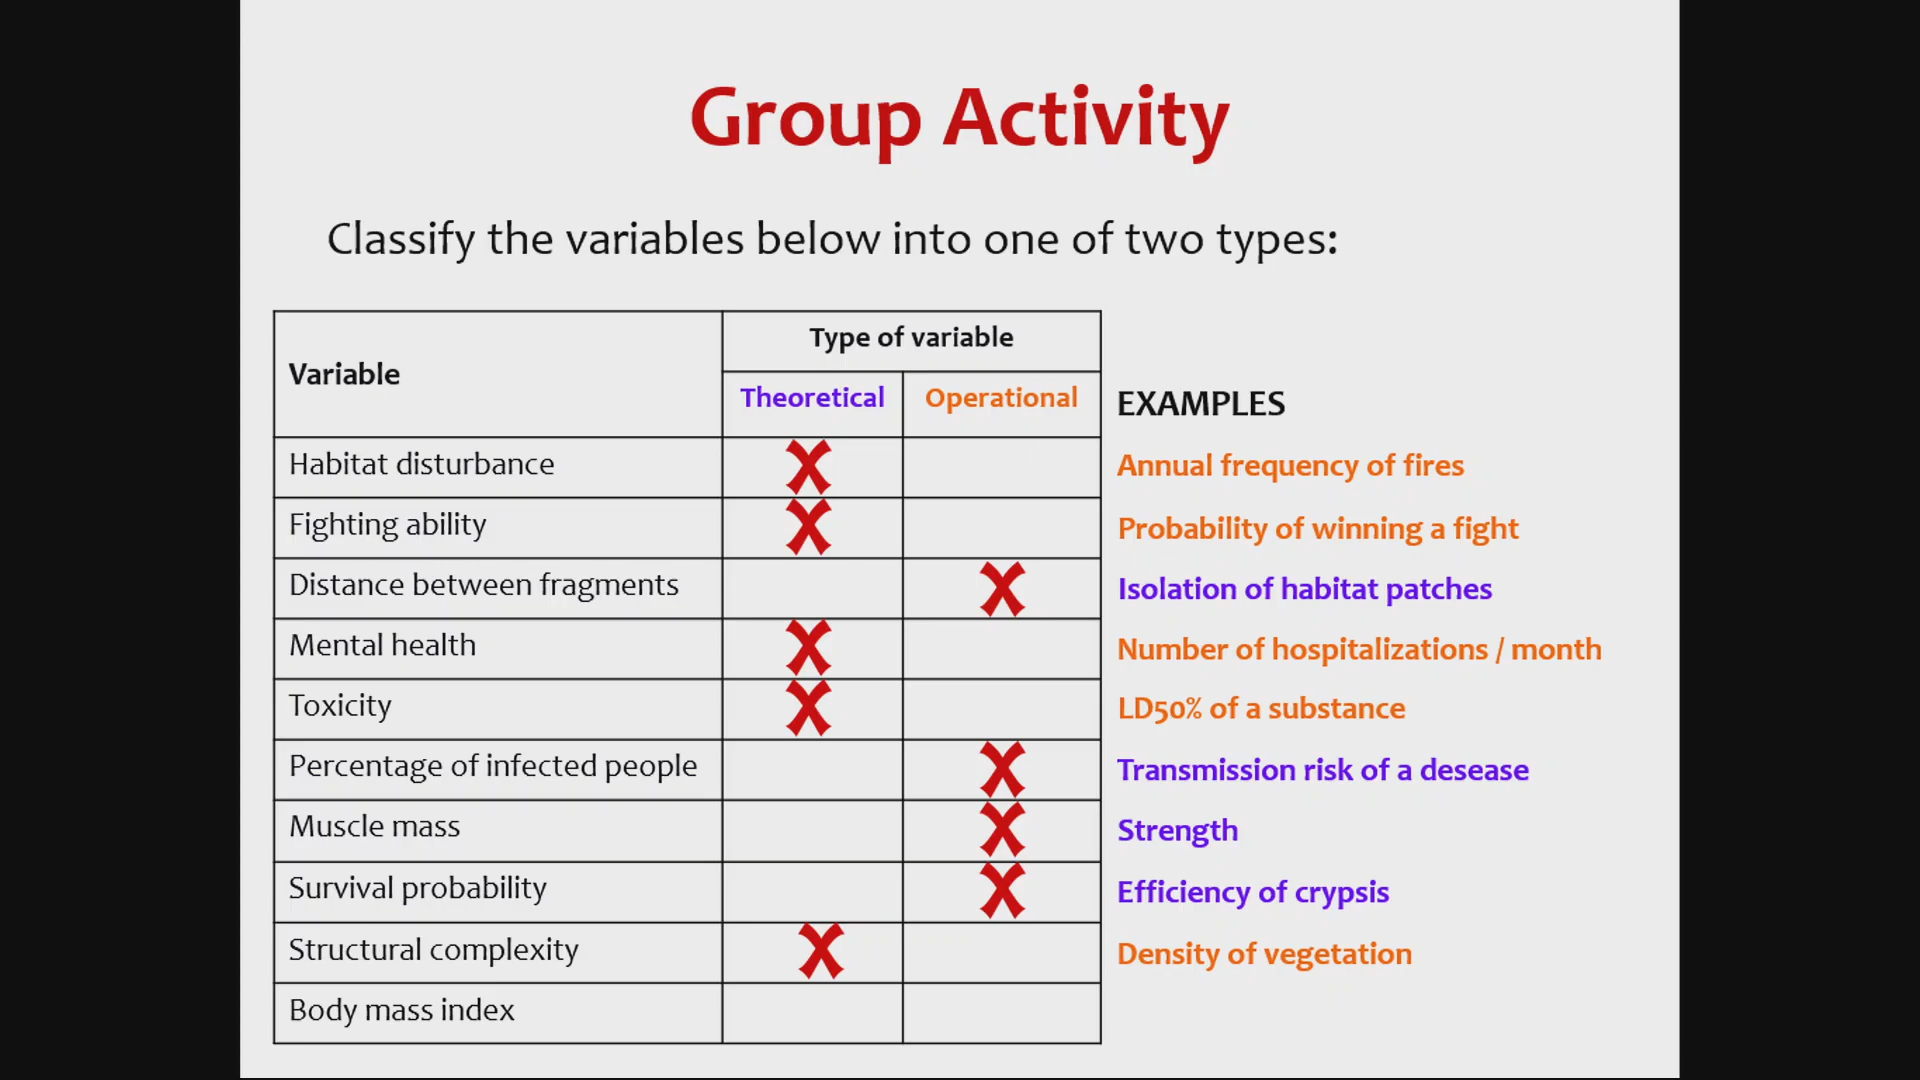 Group Activity
Classify the variables below into one of two types:
Variable
Type of variable
Theoretical Operational EXAMPLES
Habitat disturbance X Annual frequency of fires
Fighting ability X Probability of winning a fight
Distance between fragments X Isolation of habitat patches
Mental health X Number of hospitalizations / month
Toxicity X LD50% of a substance
Percentage of infected people X Transmission risk of a desease
Muscle mass X Strength
Survival probability X Efficiency of crypsis
Structural complexity X Density of vegetation
Body mass index